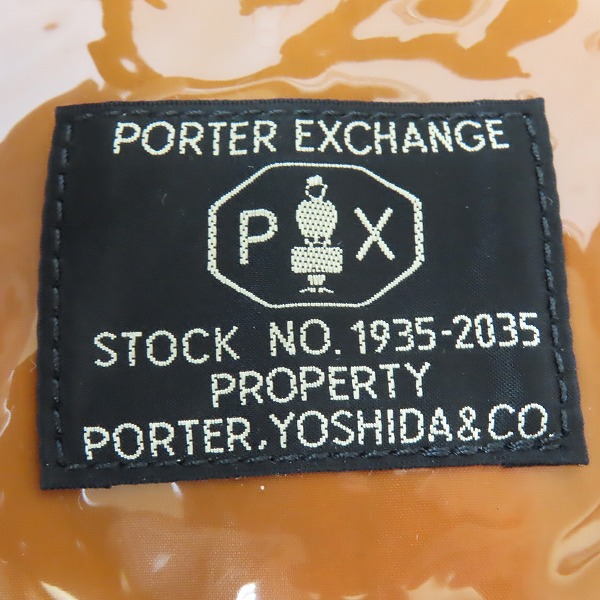 PORTER EXCHANGE
P X
STOCK NO. 1935-2035
PROPERTY
PORTER, YOSHIDA & CO.